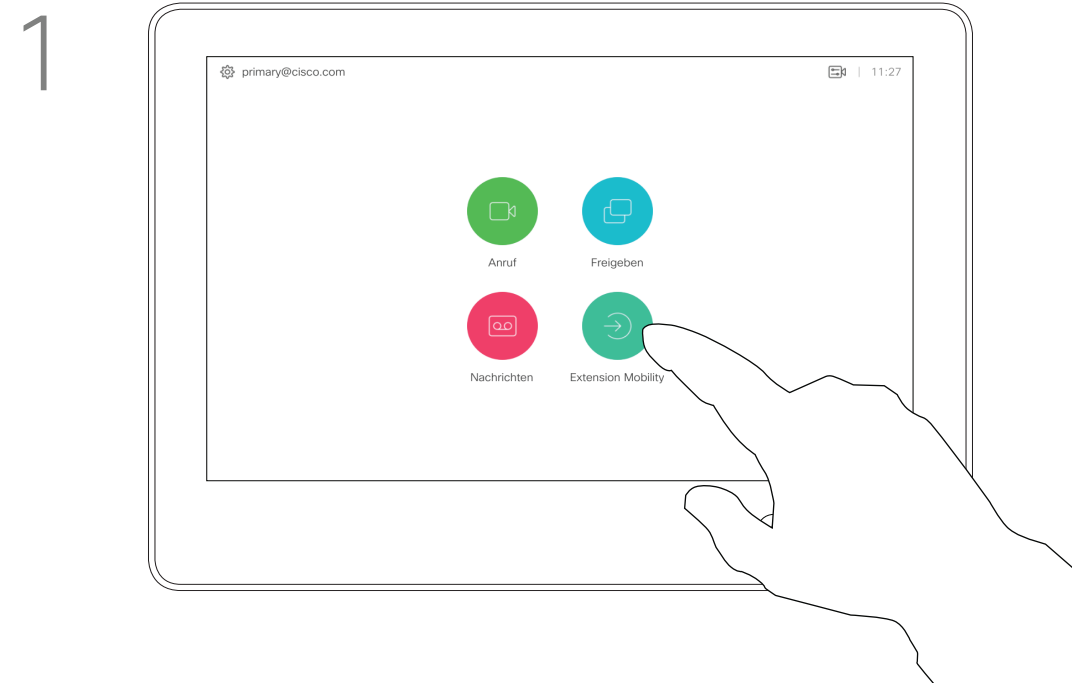 1
primary@cisco.com
11:27
Anruf
Freigeben
Nachrichten
Extension Mobility